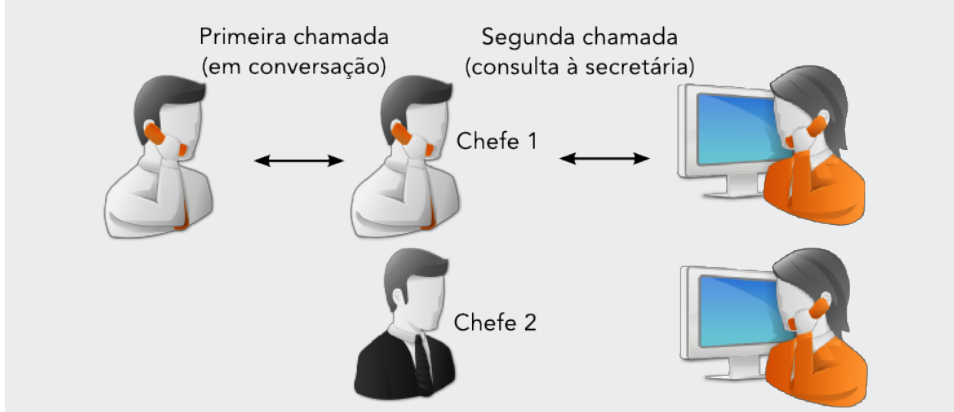 Primeira chamada
(em conversação)
Segunda chamada
(consulta à secretária)
Chefe 1
Chefe 2